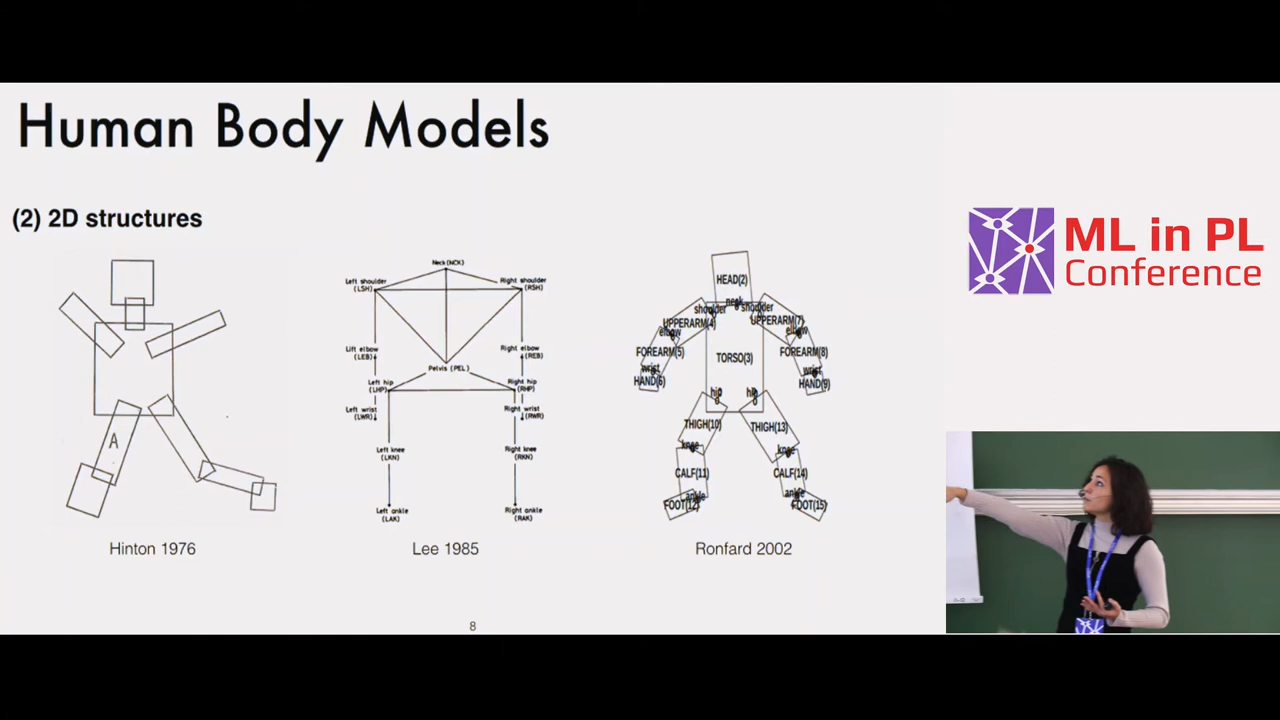 Human Body Models
(2) 2D structures
A
Hinton 1976
Neck (NCK)
Left shoulder
(LSH)
Right shoulder
(RSH)
Left elbow
(LEB)
Right elbow
(REB)
Pelvis (PEL)
Left hip
(LHP)
Right hip
(RHP)
Left wrist
(LWR)
Right wrist
(RWR)
Left knee
(LKN)
Right knee
(RKN)
Left ankle
(LAK)
Right ankle
(RAK)
Lee 1985
HEAD(2)
neck
shoulder
shoulder
UPPERARM(4)
UPPERARM(7)
elbow
elbow
FOREARM(5)
TORSO(3)
FOREARM(8)
wrist
wrist
HAND(6)
HAND(9)
hip
hip
THIGH(10)
THIGH(13)
knee
knee
CALF(11)
CALF(14)
ankle
ankle
FOOT(12)
FOOT(15)
Ronfard 2002
8
ML in PL
Conference